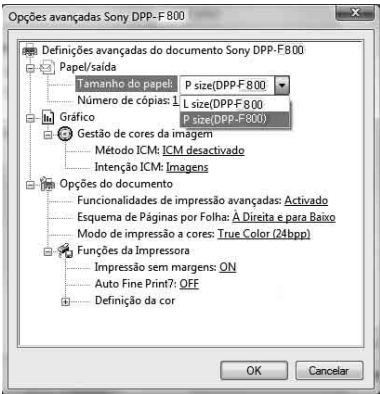 Opções avançadas Sony DPP-F800
Definições avançadas do documento Sony DPP-F800
Papel/saída
Tamanho do papel: P size(DPP-F800
Número de cópias: 1 L size(DPP-F800
P size(DPP-F800)
Gráfico
Gestão de cores da imagem
Método ICM: ICM desactivado
Intenção ICM: Imagens
Opções do documento
Funcionalidades de impressão avançadas: Activado
Esquema de Páginas por Folha: À Direita e para Baixo
Modo de impressão a cores: True Color (24bpp)
Funções da Impressora
Impressão sem margens: ON
Auto Fine Print7: OFF
Definição da cor
OK Cancelar